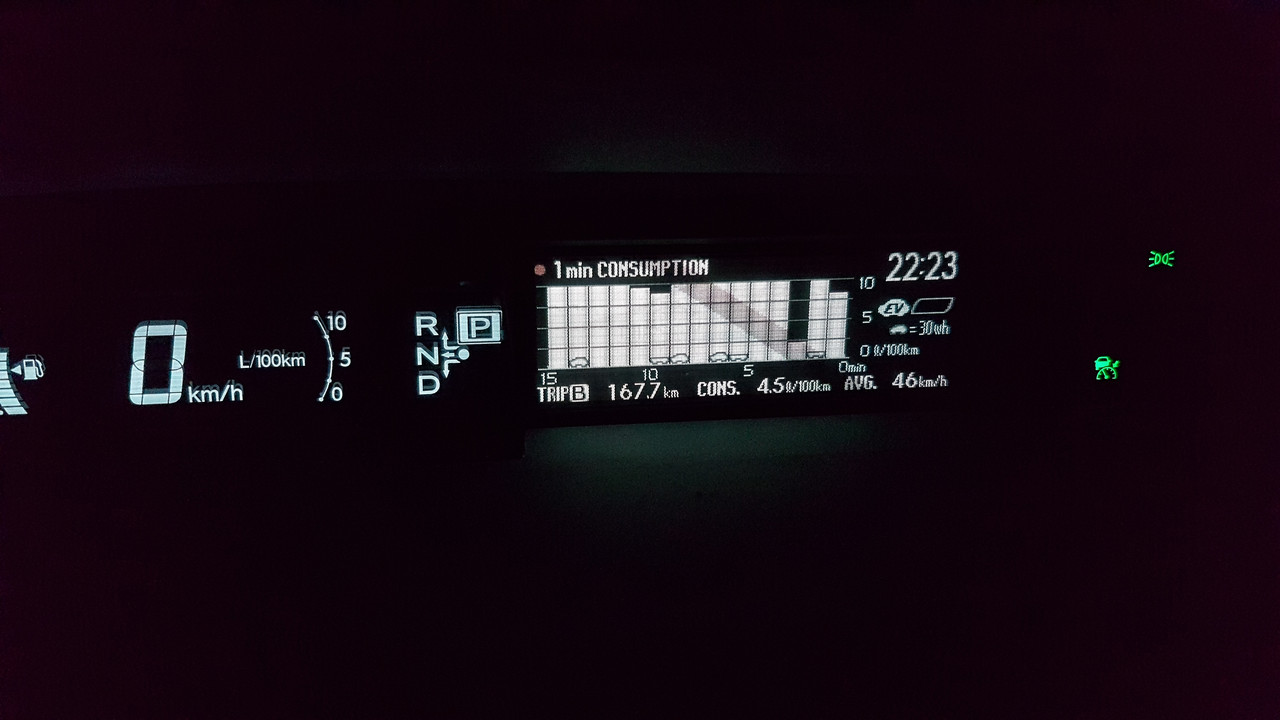 0 km/h
L/100km
10
5
0
R
N
D
P
1 min CONSUMPTION
22:23
10
5
0 ℓ/100km
EV
= 30wh
15 10 5 0min
TRIP B 167.7 km CONS. 4.5 ℓ/100km AVG. 46 km/h